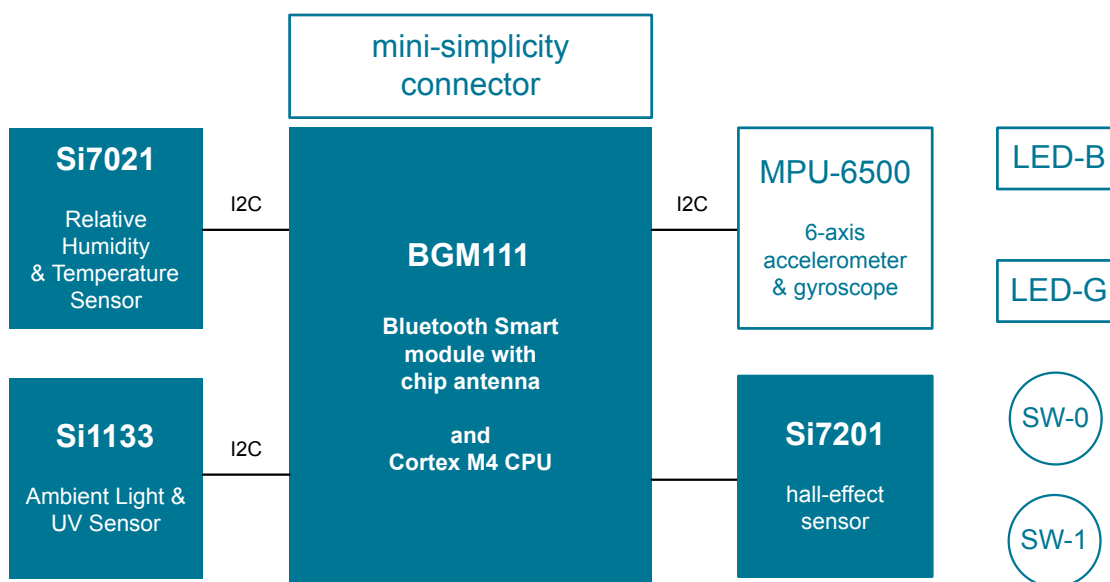 mini-simplicity
connector
Si7021
Relative
Humidity
& Temperature
Sensor
I2C
BGM111
Bluetooth Smart
module with
chip antenna
and
Cortex M4 CPU
I2C
MPU-6500
6-axis
accelerometer
& gyroscope
LED-B
LED-G
Si1133
Ambient Light &
UV Sensor
I2C
Si7201
hall-effect
sensor
SW-0
SW-1